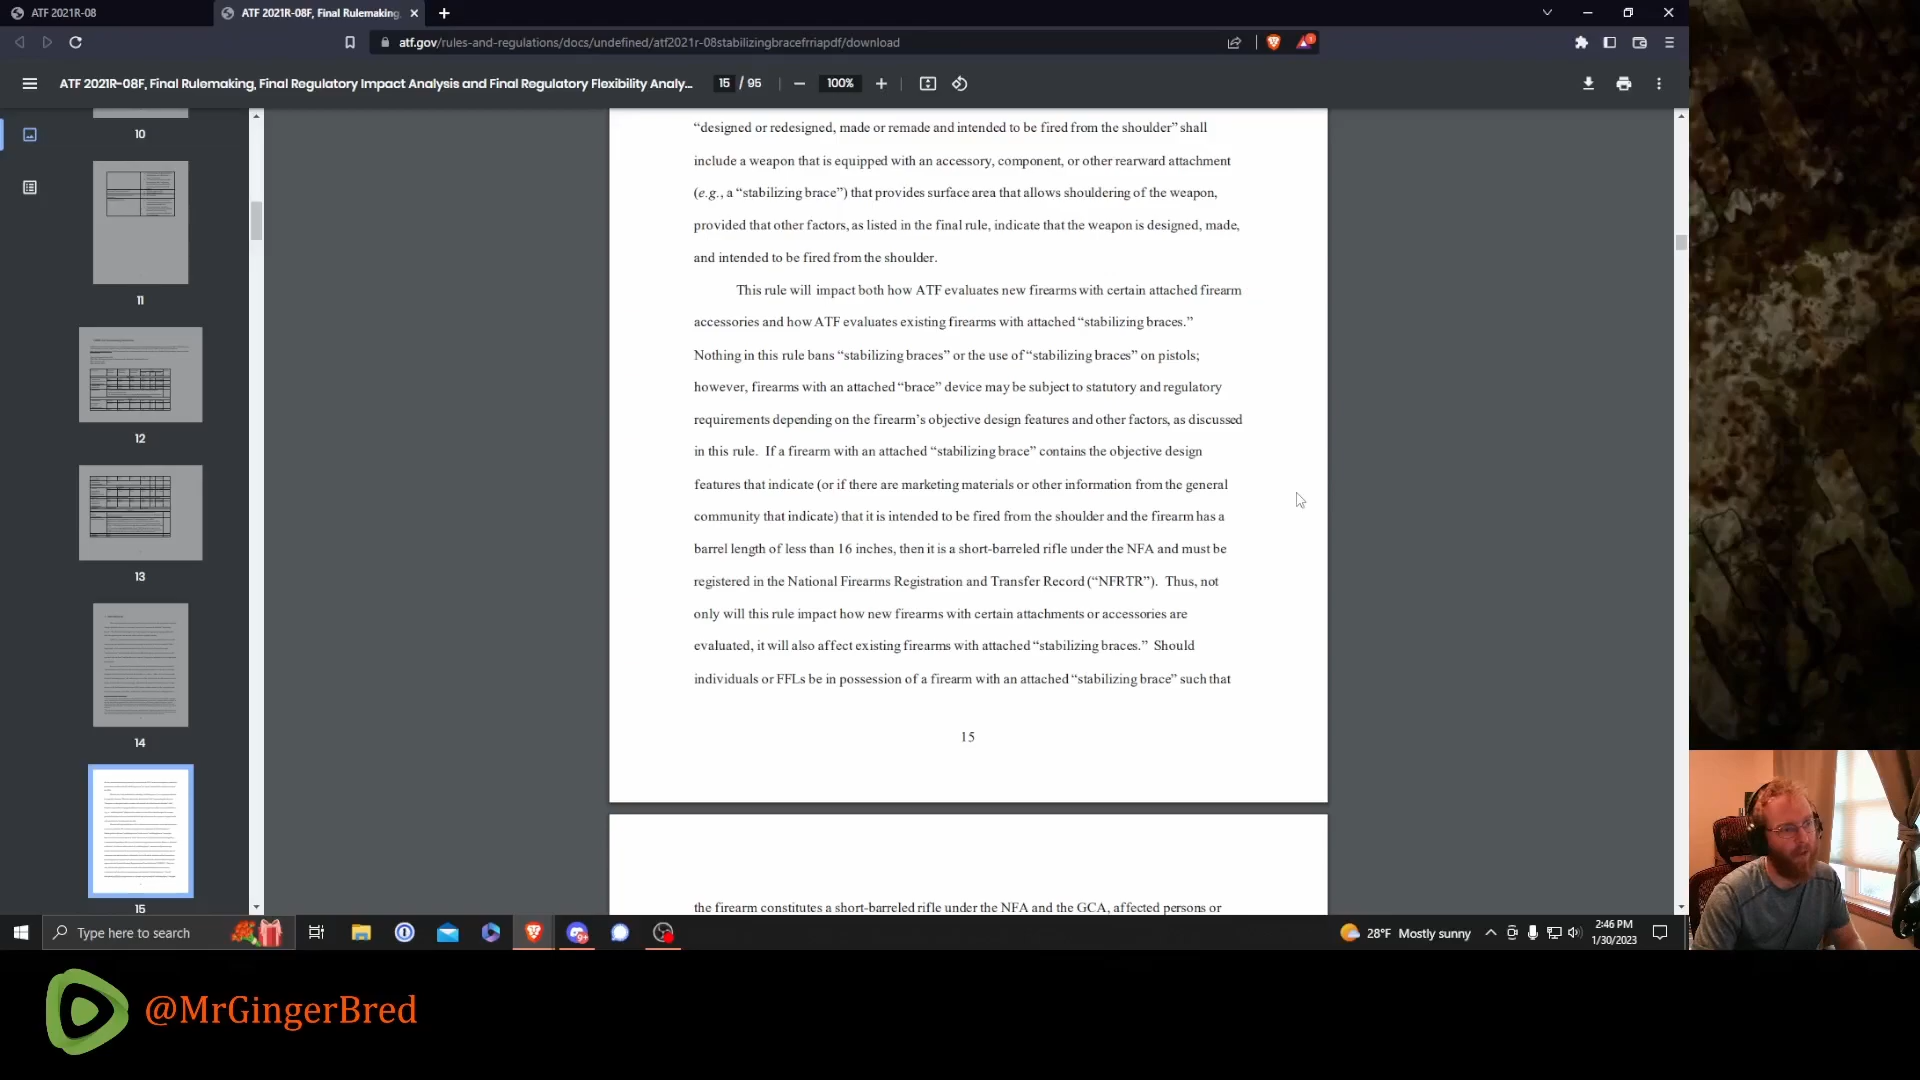 ATF 2021R-08
ATF 2021R-08F, Final Rulemaking,
atf.gov/rules-and-regulations/docs/undefined/atf2021r-08stabilizingbracefrriapdf/download
ATF 2021R-08F, Final Rulemaking, Final Regulatory Impact Analysis and Final Regulatory Flexibility Analy...
15 / 95
100%
10
11
12
13
14
15
“designed or redesigned, made or remade and intended to be fired from the shoulder” shall
include a weapon that is equipped with an accessory, component, or other rearward attachment
(e.g., a “stabilizing brace”) that provides surface area that allows shouldering of the weapon,
provided that other factors, as listed in the final rule, indicate that the weapon is designed, made,
and intended to be fired from the shoulder.
This rule will impact both how ATF evaluates new firearms with certain attached firearm
accessories and how ATF evaluates existing firearms with attached “stabilizing braces.”
Nothing in this rule bans “stabilizing braces” or the use of “stabilizing braces” on pistols;
however, firearms with an attached “brace” device may be subject to statutory and regulatory
requirements depending on the firearm’s objective design features and other factors, as discussed
in this rule.  If a firearm with an attached “stabilizing brace” contains the objective design
features that indicate (or if there are marketing materials or other information from the general
community that indicate) that it is intended to be fired from the shoulder and the firearm has a
barrel length of less than 16 inches, then it is a short-barreled rifle under the NFA and must be
registered in the National Firearms Registration and Transfer Record (“NFRTR”).  Thus, not
only will this rule impact how new firearms with certain attachments or accessories are
evaluated, it will also affect existing firearms with attached “stabilizing braces.”  Should
individuals or FFLs be in possession of a firearm with an attached “stabilizing brace” such that
15
the firearm constitutes a short-barreled rifle under the NFA and the GCA, affected persons or
Type here to search
28°F Mostly sunny
2:46 PM
1/30/2023
@MrGingerBred